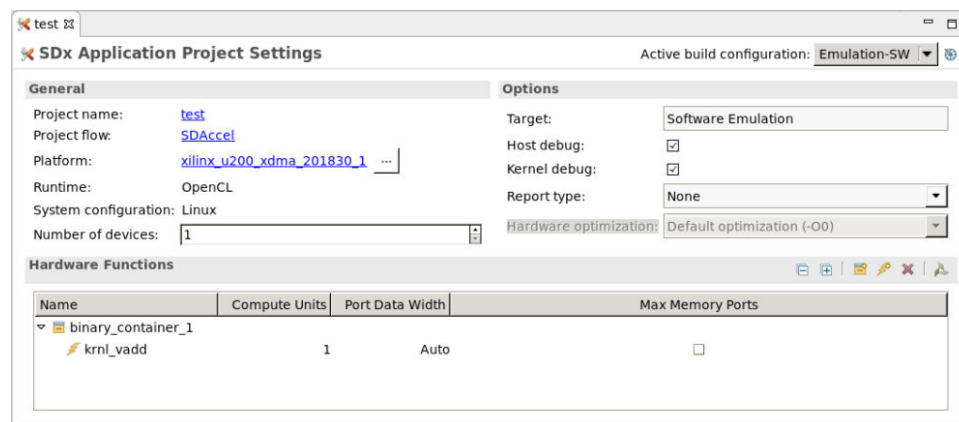 test
SDx Application Project Settings
Active build configuration: Emulation-SW
General
Project name: test
Project flow: SDAccel
Platform: xilinx_u200_xdma_201830_1 ...
Runtime: OpenCL
System configuration: Linux
Number of devices: 1
Options
Target: Software Emulation
Host debug:
Kernel debug:
Report type: None
Hardware optimization: Default optimization (-O0)
Hardware Functions
Name Compute Units Port Data Width Max Memory Ports
binary_container_1
krnl_vadd 1 Auto